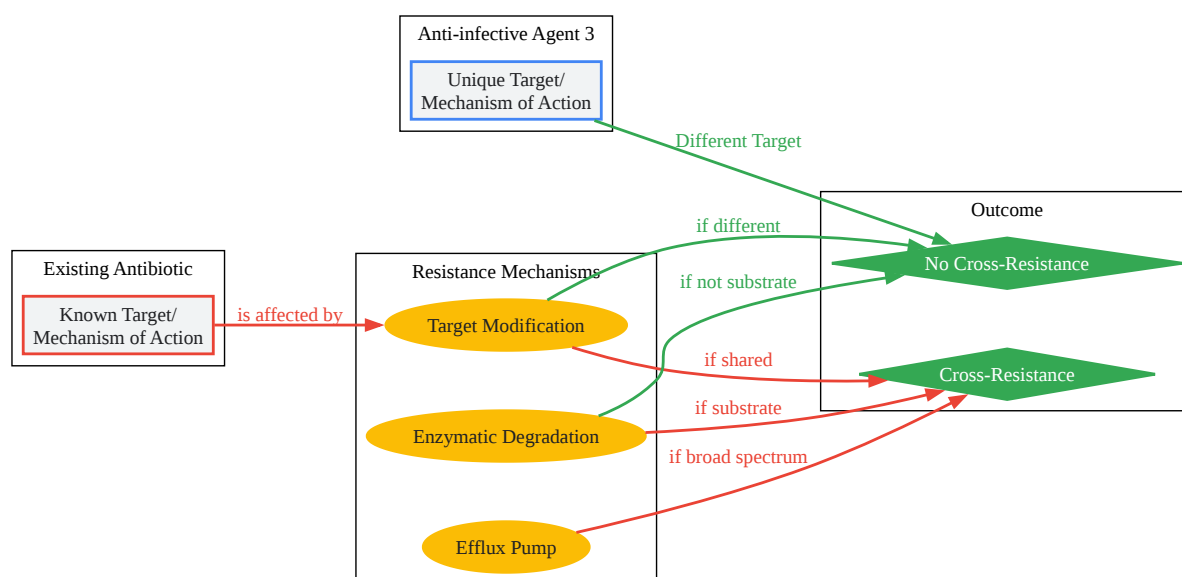 Anti-infective Agent 3
Unique Target/
Mechanism of Action
Different Target
Outcome
if different
No Cross-Resistance
Existing Antibiotic
Resistance Mechanisms
if not substrate
Known Target/
Mechanism of Action
is affected by
Target Modification
if shared
Cross-Resistance
if substrate
Enzymatic Degradation
if broad spectrum
Efflux Pump